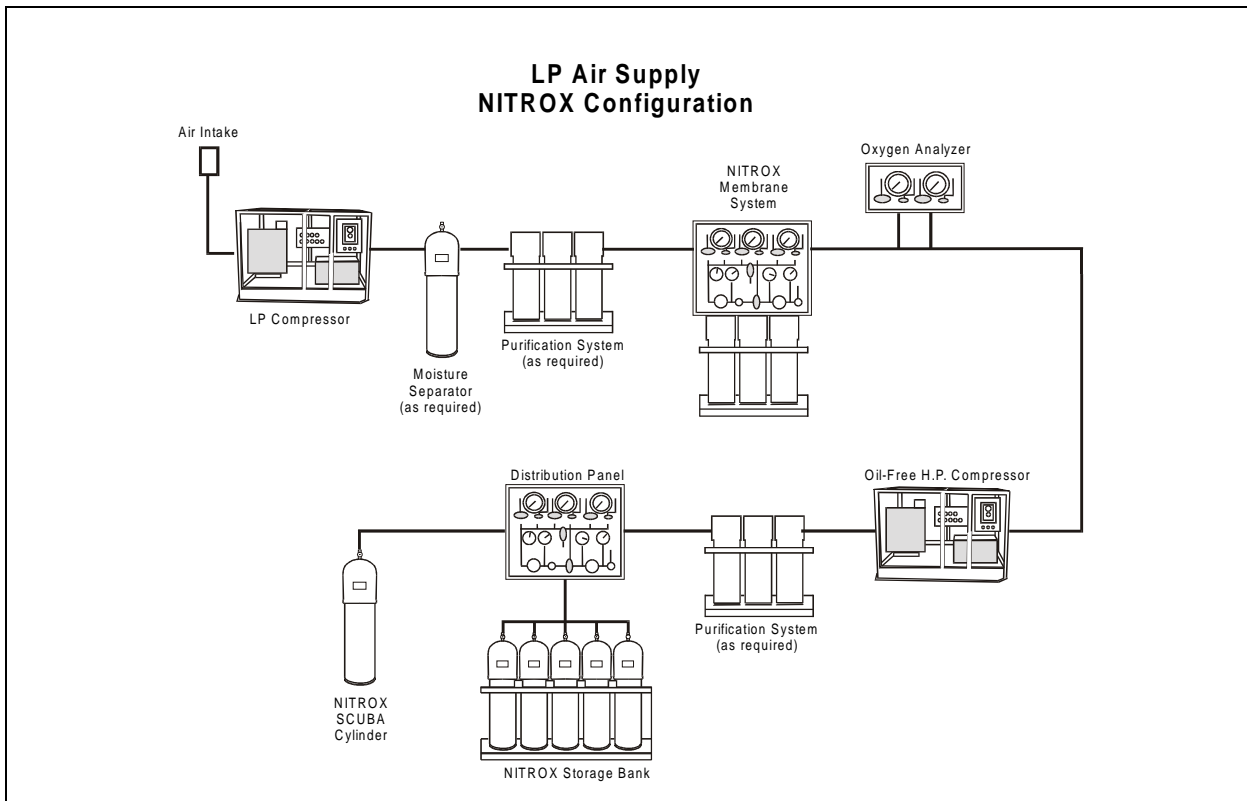 LP Air Supply
NITROX Configuration
Air Intake
LP Compressor
Moisture
Separator
(as required)
Purification System
(as required)
NITROX
Membrane
System
Oxygen Analyzer
Oil-Free H.P. Compressor
Purification System
(as required)
Distribution Panel
NITROX Storage Bank
NITROX
SCUBA
Cylinder